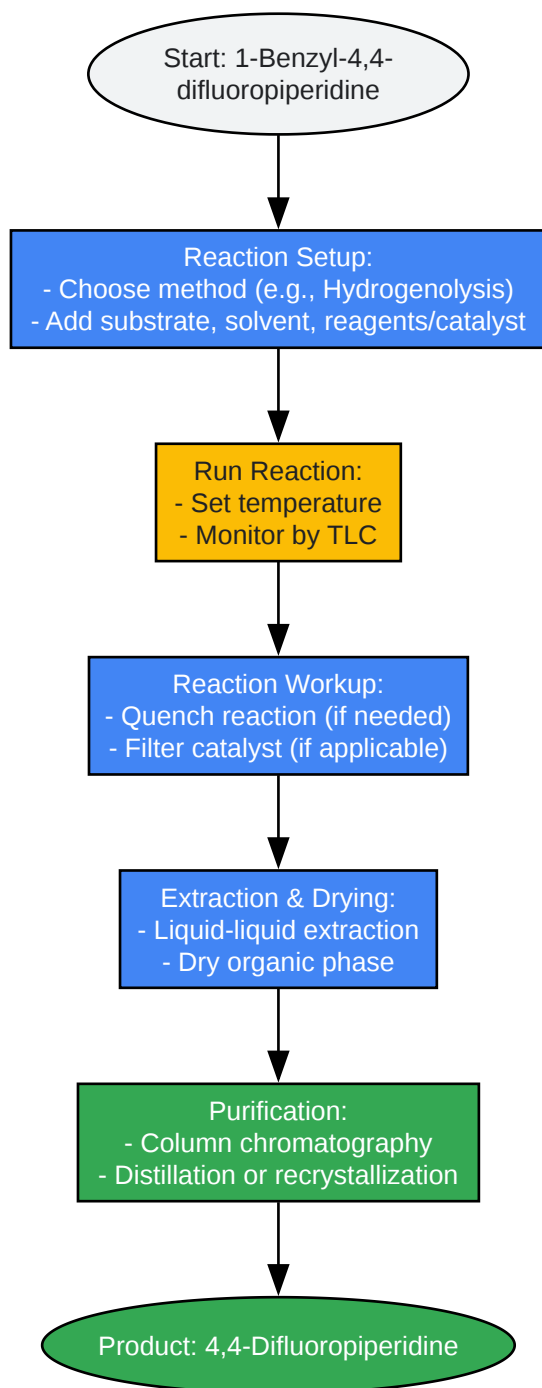 Start: 1-Benzyl-4,4-
difluoropiperidine
Reaction Setup:
- Choose method (e.g., Hydrogenolysis)
- Add substrate, solvent, reagents/catalyst
Run Reaction:
- Set temperature
- Monitor by TLC
Reaction Workup:
- Quench reaction (if needed)
- Filter catalyst (if applicable)
Extraction & Drying:
- Liquid-liquid extraction
- Dry organic phase
Purification:
- Column chromatography
- Distillation or recrystallization
Product: 4,4-Difluoropiperidine